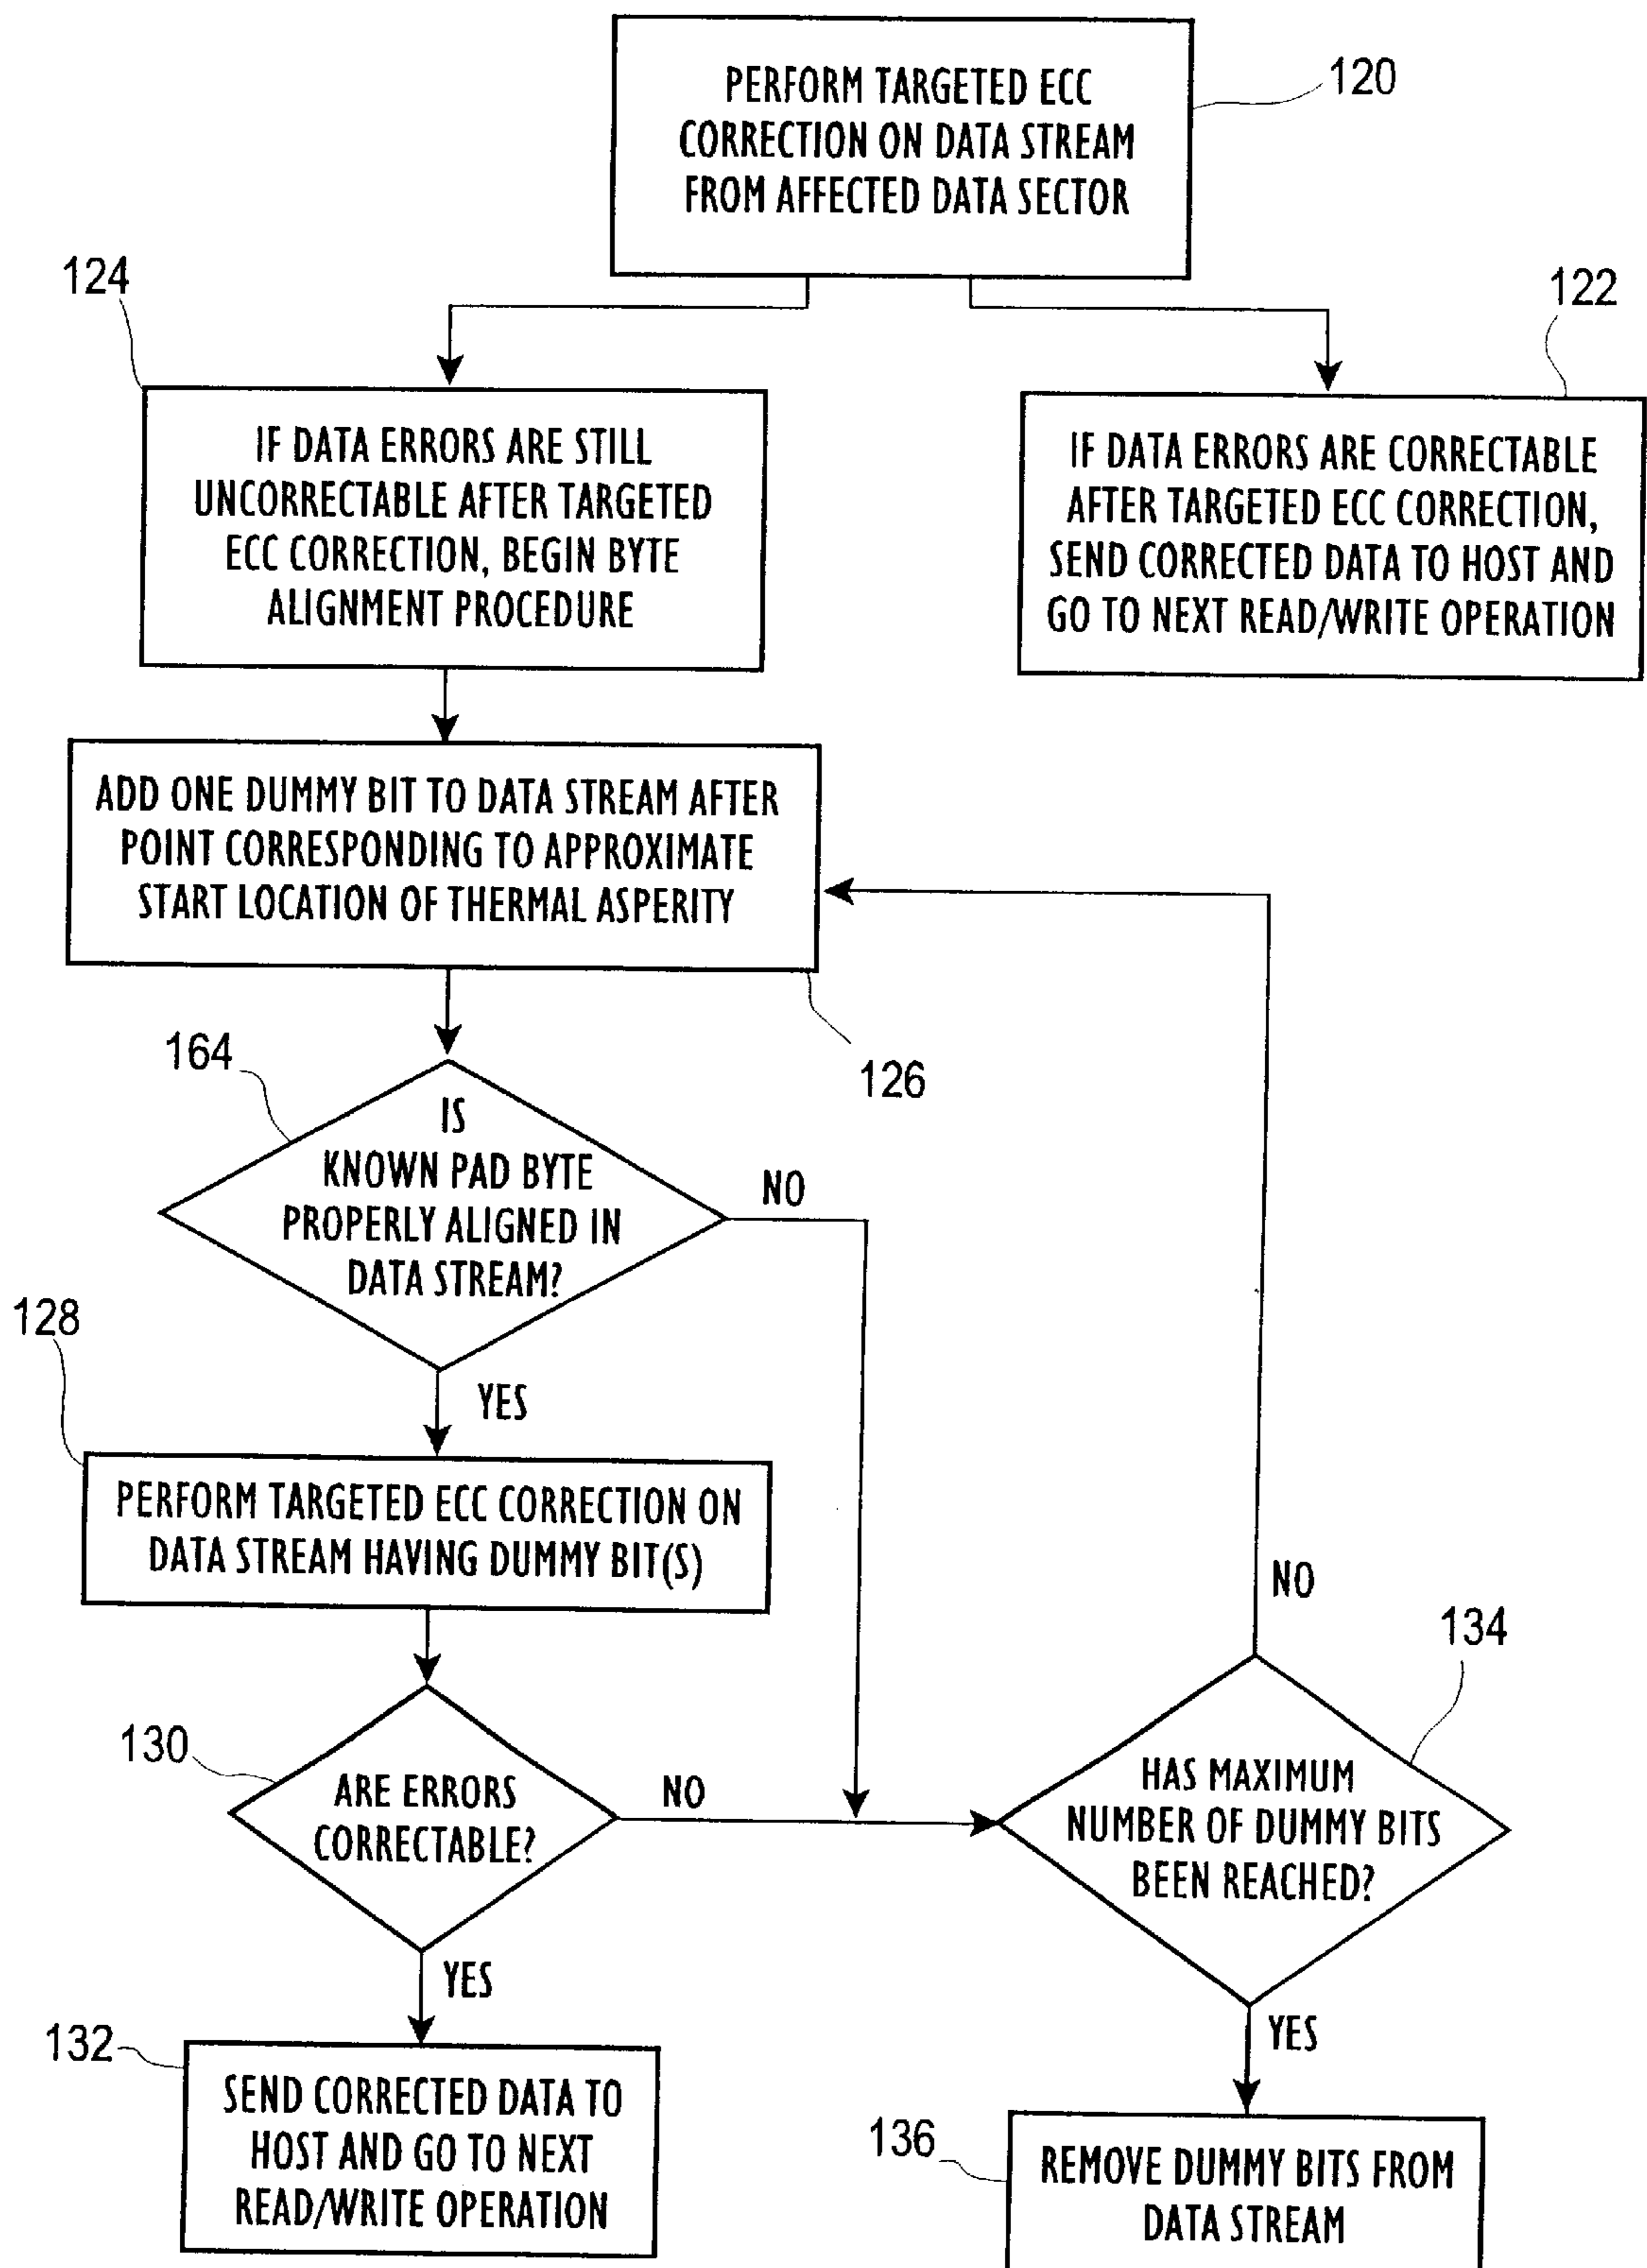 PERFORM TARGETED ECC
CORRECTION ON DATA STREAM
FROM AFFECTED DATA SECTOR
120
124
122
IF DATA ERRORS ARE STILL
UNCORRECTABLE AFTER TARGETED
ECC CORRECTION, BEGIN BYTE
ALIGNMENT PROCEDURE
IF DATA ERRORS ARE CORRECTABLE
AFTER TARGETED ECC CORRECTION,
SEND CORRECTED DATA TO HOST AND
GO TO NEXT READ/WRITE OPERATION
ADD ONE DUMMY BIT TO DATA STREAM AFTER
POINT CORRESPONDING TO APPROXIMATE
START LOCATION OF THERMAL ASPERITY
126
164
IS
KNOWN PAD BYTE
PROPERLY ALIGNED IN
DATA STREAM?
NO
YES
128
PERFORM TARGETED ECC CORRECTION ON
DATA STREAM HAVING DUMMY BIT(S)
130
ARE ERRORS
CORRECTABLE?
NO
YES
NO
134
HAS MAXIMUM
NUMBER OF DUMMY BITS
BEEN REACHED?
YES
132
SEND CORRECTED DATA TO
HOST AND GO TO NEXT
READ/WRITE OPERATION
136
REMOVE DUMMY BITS FROM
DATA STREAM